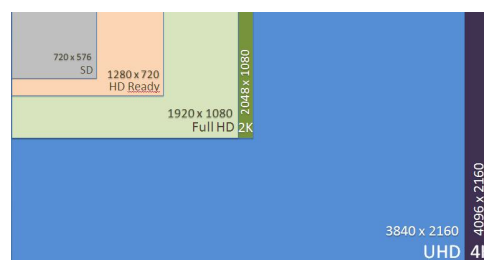 720 x 576
SD
1280 x 720
HD Ready
1920 x 1080
Full HD
2048 x 1080
2K
3840 x 2160
UHD
4096 x 2160